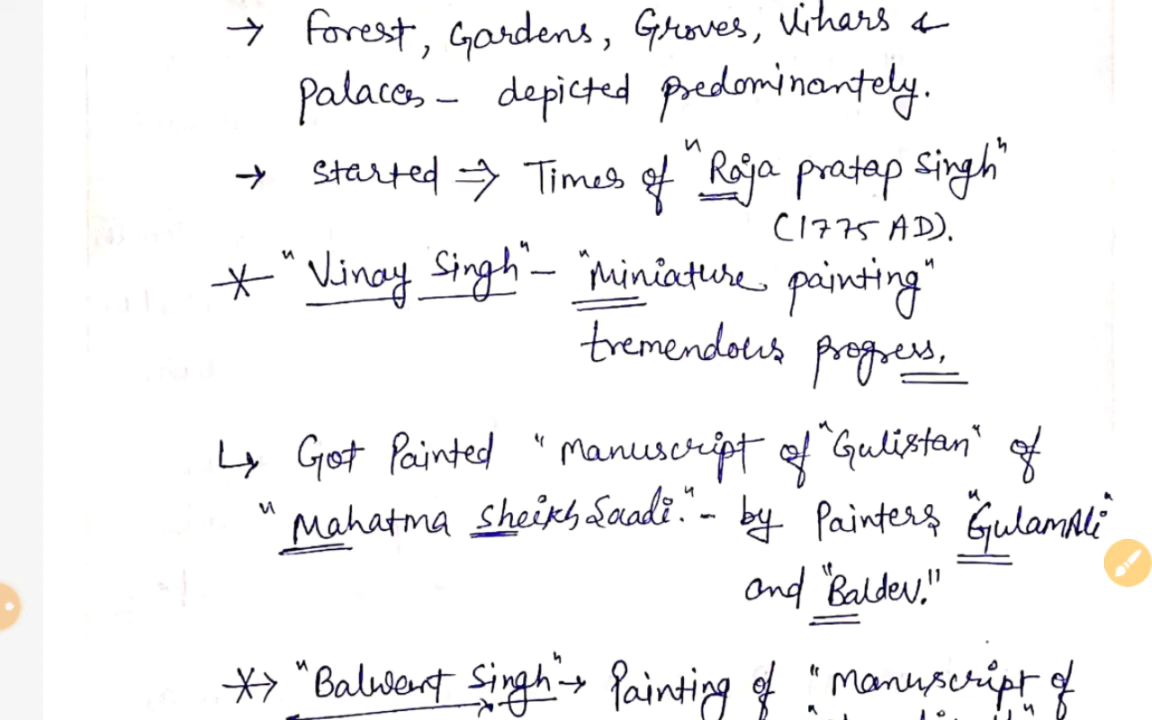 → Forest, Gardens, Groves, Vihars &
Palaces - depicted predominantely.
→ Started ⇒ Times of "Raja pratap Singh"
(1775 AD).
* "Vinay Singh" - "Miniature painting"
tremendous progress.
↳ Got Painted "Manuscript of "Gulistan" of
"Mahatma Sheikh Saadi." - by Painters "GulamAli"
and "Baldev."
*→ "Balwant Singh" → Painting of "Manuscript of